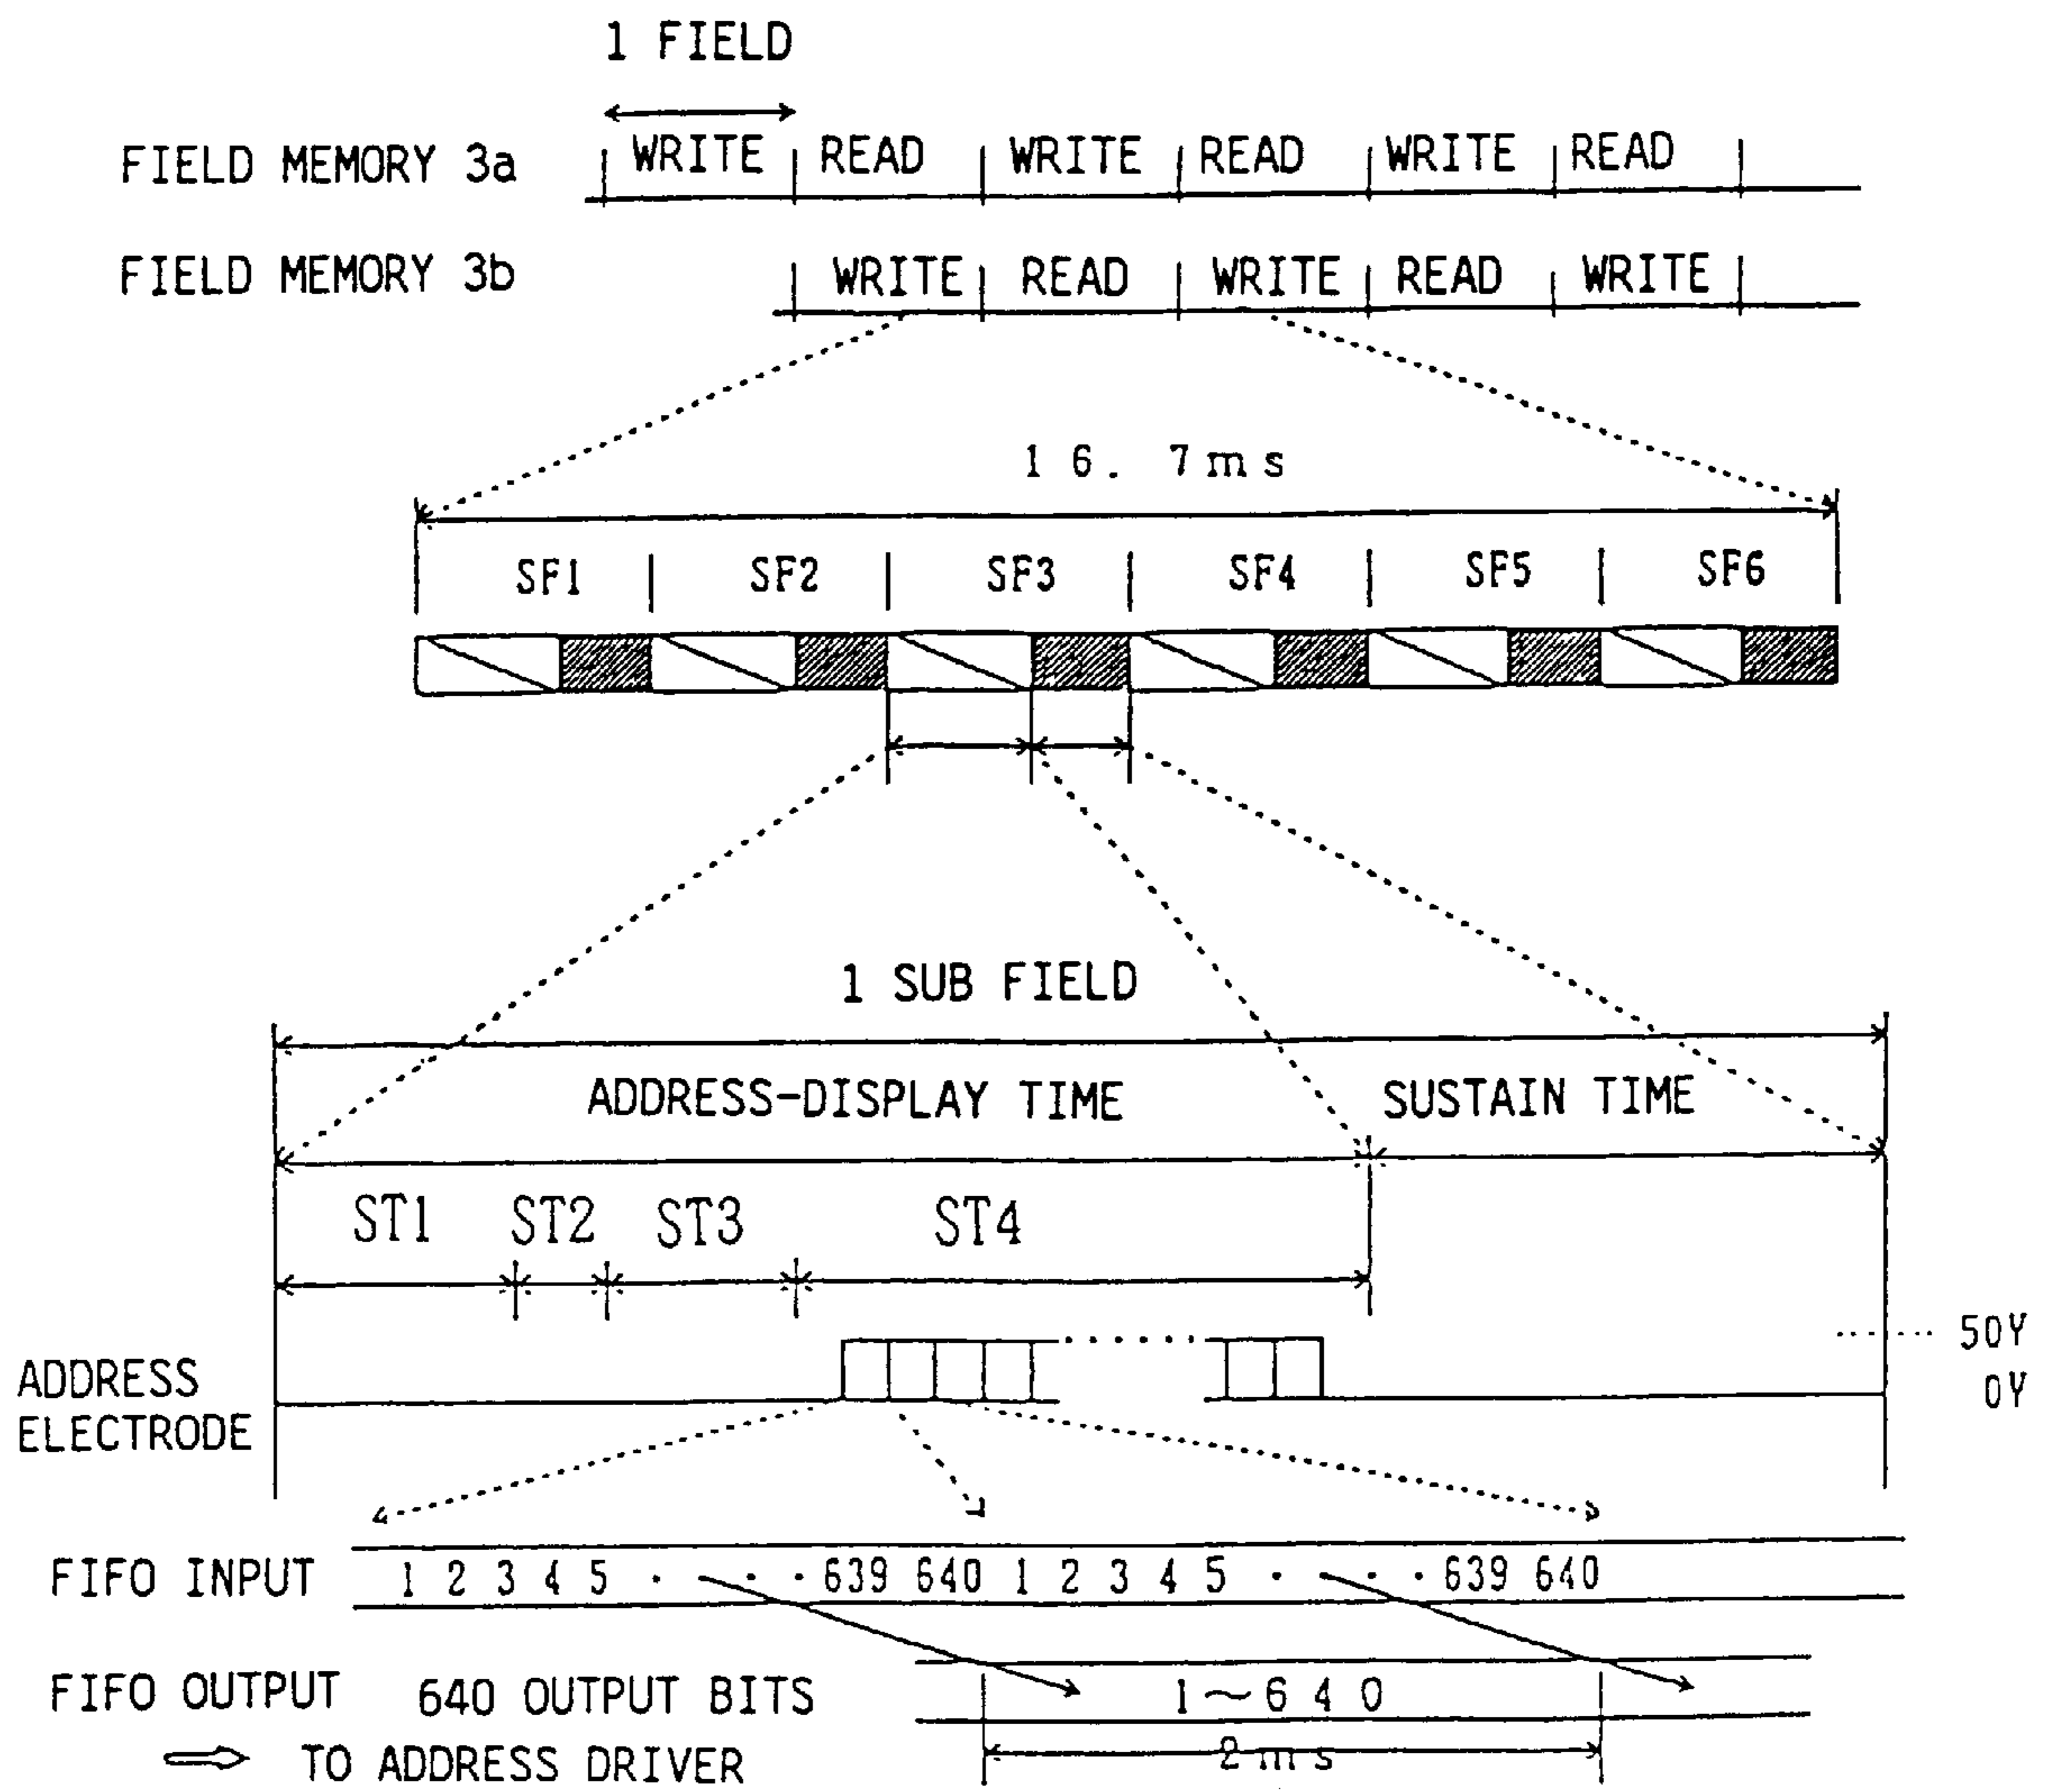 1 FIELD
FIELD MEMORY 3a WRITE READ WRITE READ WRITE READ
FIELD MEMORY 3b WRITE READ WRITE READ WRITE
16. 7ms
SF1 SF2 SF3 SF4 SF5 SF6
1 SUB FIELD
ADDRESS-DISPLAY TIME SUSTAIN TIME
ST1 ST2 ST3 ST4
50Y
ADDRESS 0Y
ELECTRODE
FIFO INPUT 1 2 3 4 5 · · · 639 640 1 2 3 4 5 · · · 639 640
FIFO OUTPUT 640 OUTPUT BITS 1~640
⇒ TO ADDRESS DRIVER 2ms